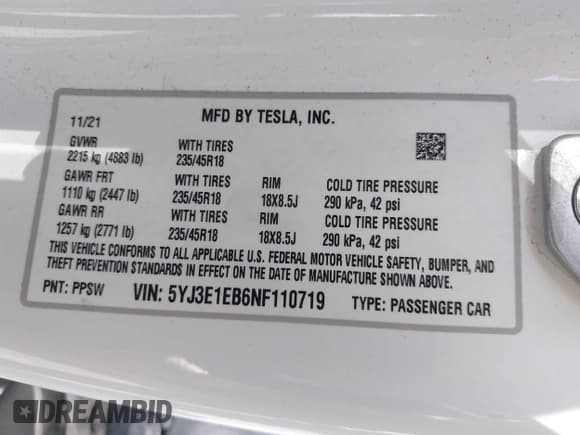 11/21 MFD BY TESLA, INC.
GVWR WITH TIRES
2215 kg (4883 lb) 235/45R18
GAWR FRT WITH TIRES RIM COLD TIRE PRESSURE
1110 kg (2447 lb) 235/45R18 18X8.5J 290 kPa, 42 psi
GAWR RR WITH TIRES RIM COLD TIRE PRESSURE
1257 kg (2771 lb) 235/45R18 18X8.5J 290 kPa, 42 psi
THIS VEHICLE CONFORMS TO ALL APPLICABLE U.S. FEDERAL MOTOR VEHICLE SAFETY, BUMPER, AND
THEFT PREVENTION STANDARDS IN EFFECT ON THE DATE OF MANUFACTURE SHOWN ABOVE.
PNT: PPSW VIN: 5YJ3E1EB6NF110719 TYPE: PASSENGER CAR
DREAMBID